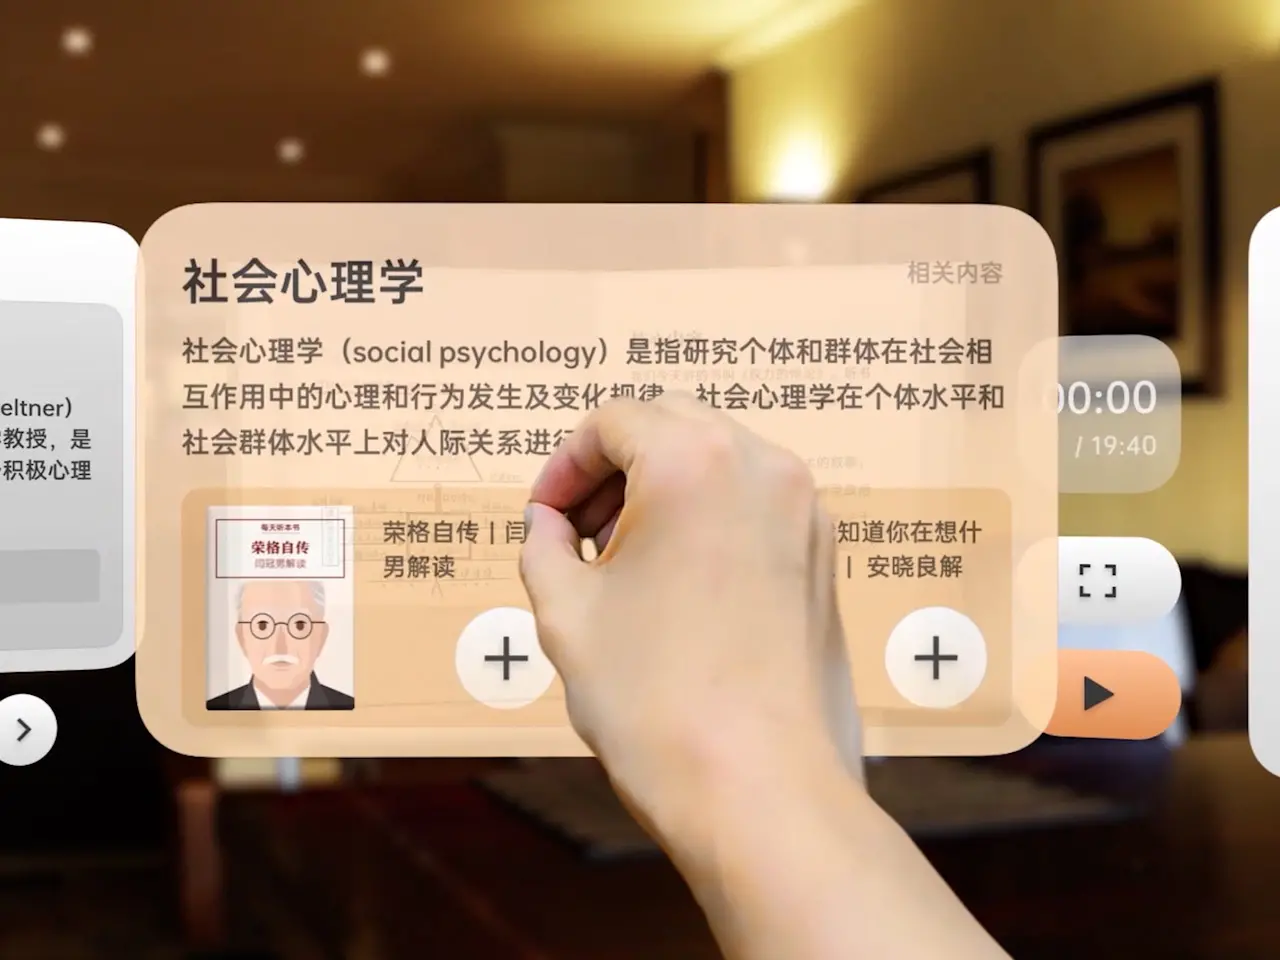 社会心理学
相关内容
社会心理学（social psychology）是指研究个体和群体在社会相
互作用中的心理和行为发生及变化规律。社会心理学在个体水平和
社会群体水平上对人际关系进行
每天听本书
荣格自传
闫冠男解读
荣格自传 | 闫
男解读
知道你在想什
| 安晓良解
eltner)
教授，是
积极心理
00:00
/ 19:40